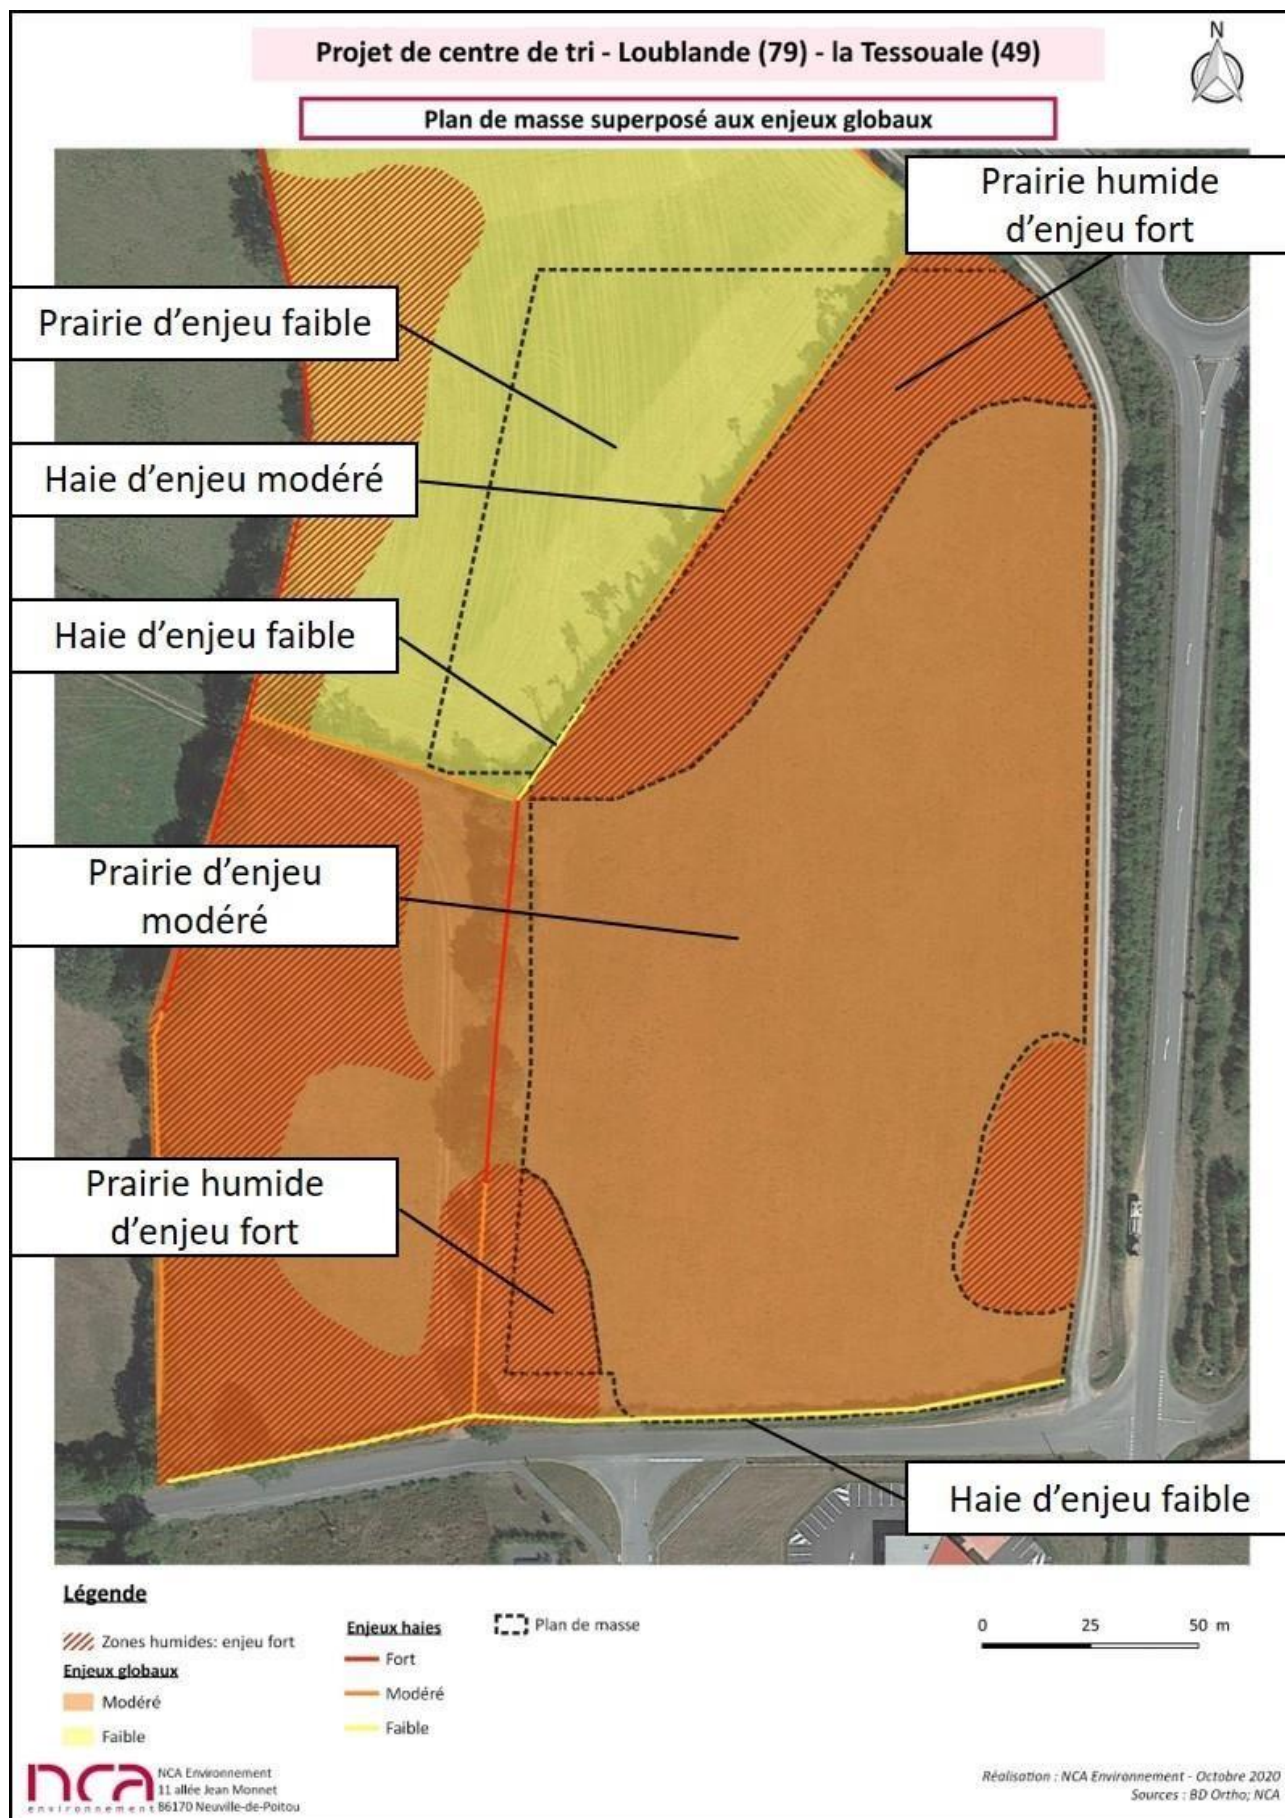 Projet de centre de tri - Loublande (79) - la Tessouale (49)
N
Plan de masse superposé aux enjeux globaux
Prairie humide
d'enjeu fort
Prairie d'enjeu faible
Haie d'enjeu modéré
Haie d'enjeu faible
Prairie d'enjeu
modéré
Prairie humide
d'enjeu fort
Haie d'enjeu faible
Légende
Zones humides: enjeu fort
Enjeux globaux
Modéré
Faible
Enjeux haies
Fort
Modéré
Faible
Plan de masse
0 25 50 m
nca
environnement
NCA Environnement
11 allée Jean Monnet
86170 Neuville-de-Poitou
Réalisation : NCA Environnement - Octobre 2020
Sources : BD Ortho; NCA